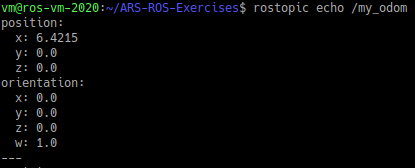 vm@ros-vm-2020:~/ARS-ROS-Exercises$ rostopic echo /my_odom
position:
  x: 6.4215
  y: 0.0
  z: 0.0
orientation:
  x: 0.0
  y: 0.0
  z: 0.0
  w: 1.0
---